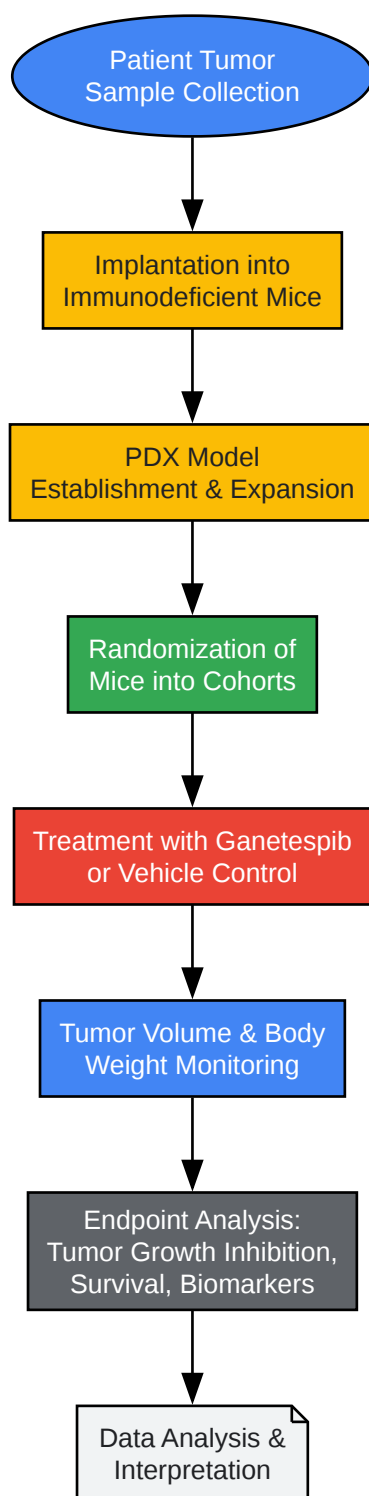 Patient Tumor
Sample Collection
Implantation into
Immunodeficient Mice
PDX Model
Establishment & Expansion
Randomization of
Mice into Cohorts
Treatment with Ganetespib
or Vehicle Control
Tumor Volume & Body
Weight Monitoring
Endpoint Analysis:
Tumor Growth Inhibition,
Survival, Biomarkers
Data Analysis &
Interpretation